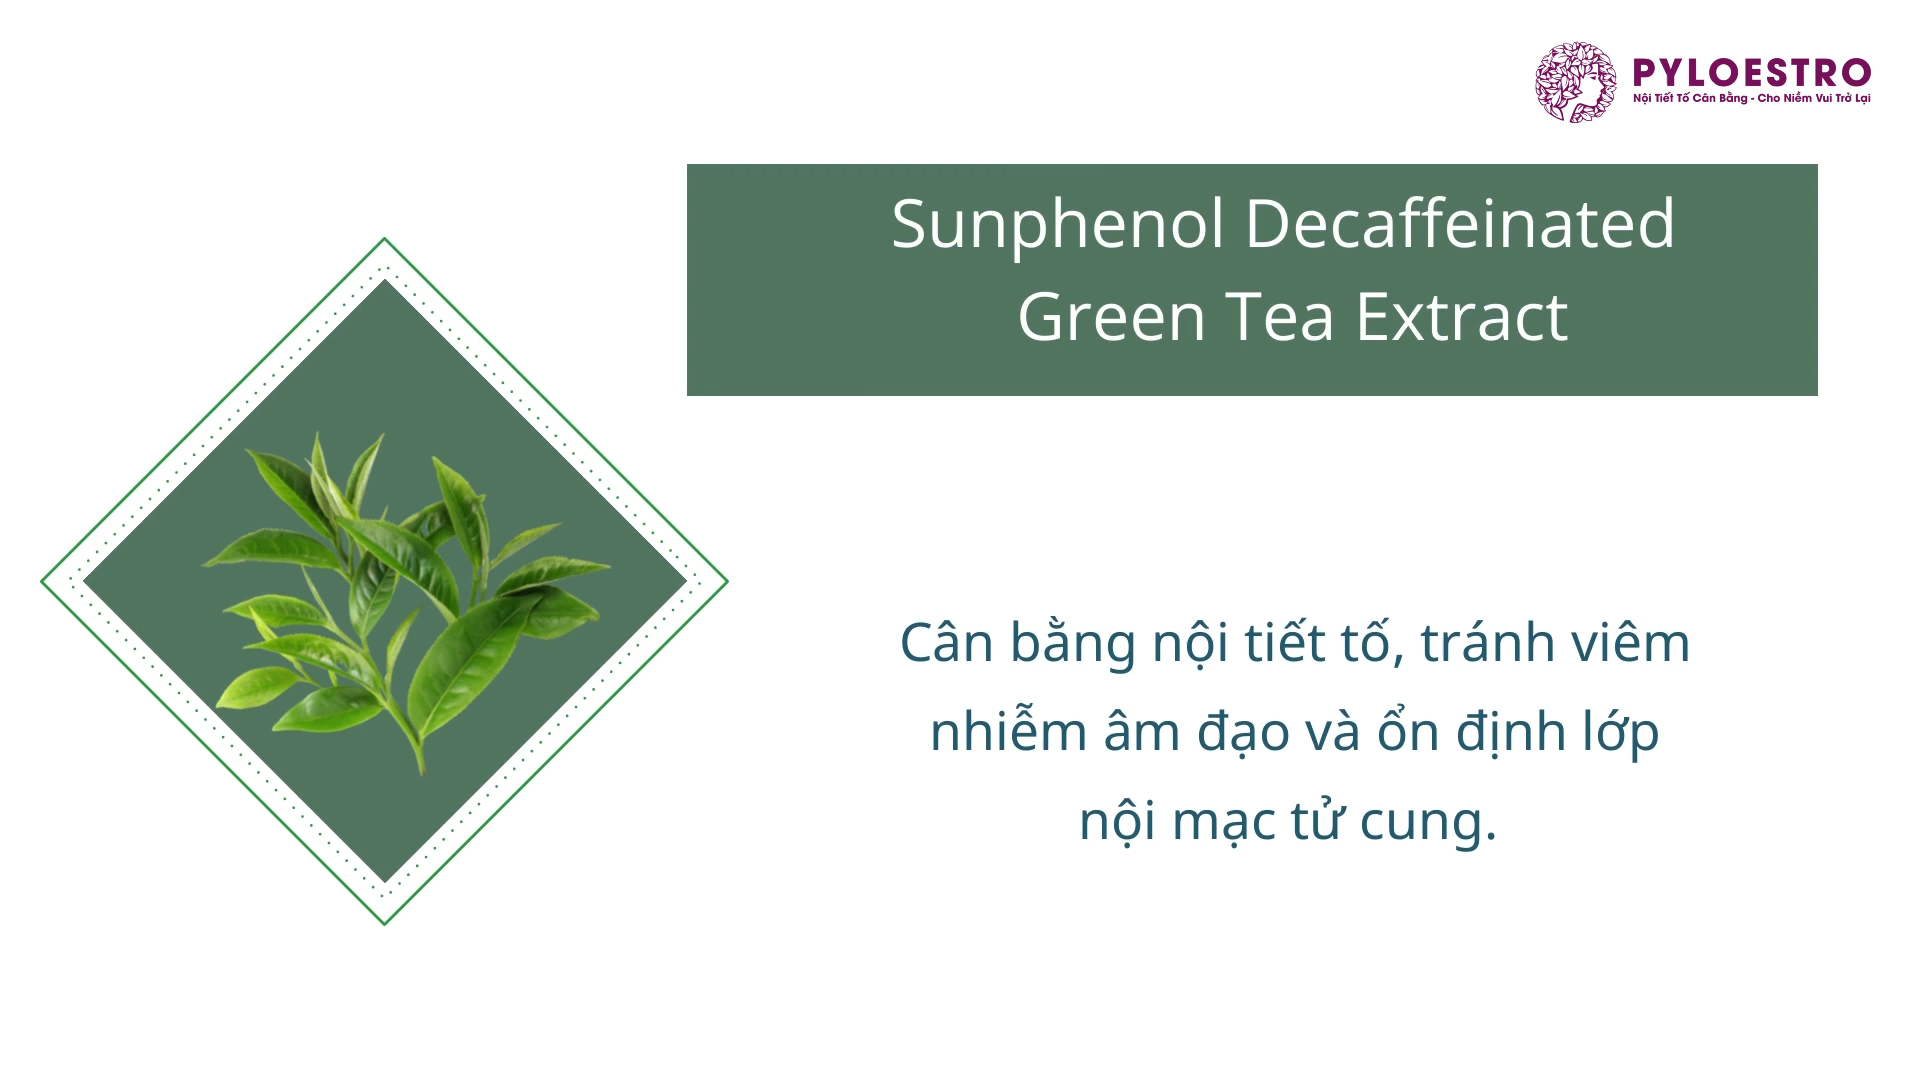 PYLOESTRO
Nội Tiết Tố Cân Bằng - Cho Niềm Vui Trở Lại
Sunphenol Decaffeinated
Green Tea Extract
Cân bằng nội tiết tố, tránh viêm
nhiễm âm đạo và ổn định lớp
nội mạc tử cung.